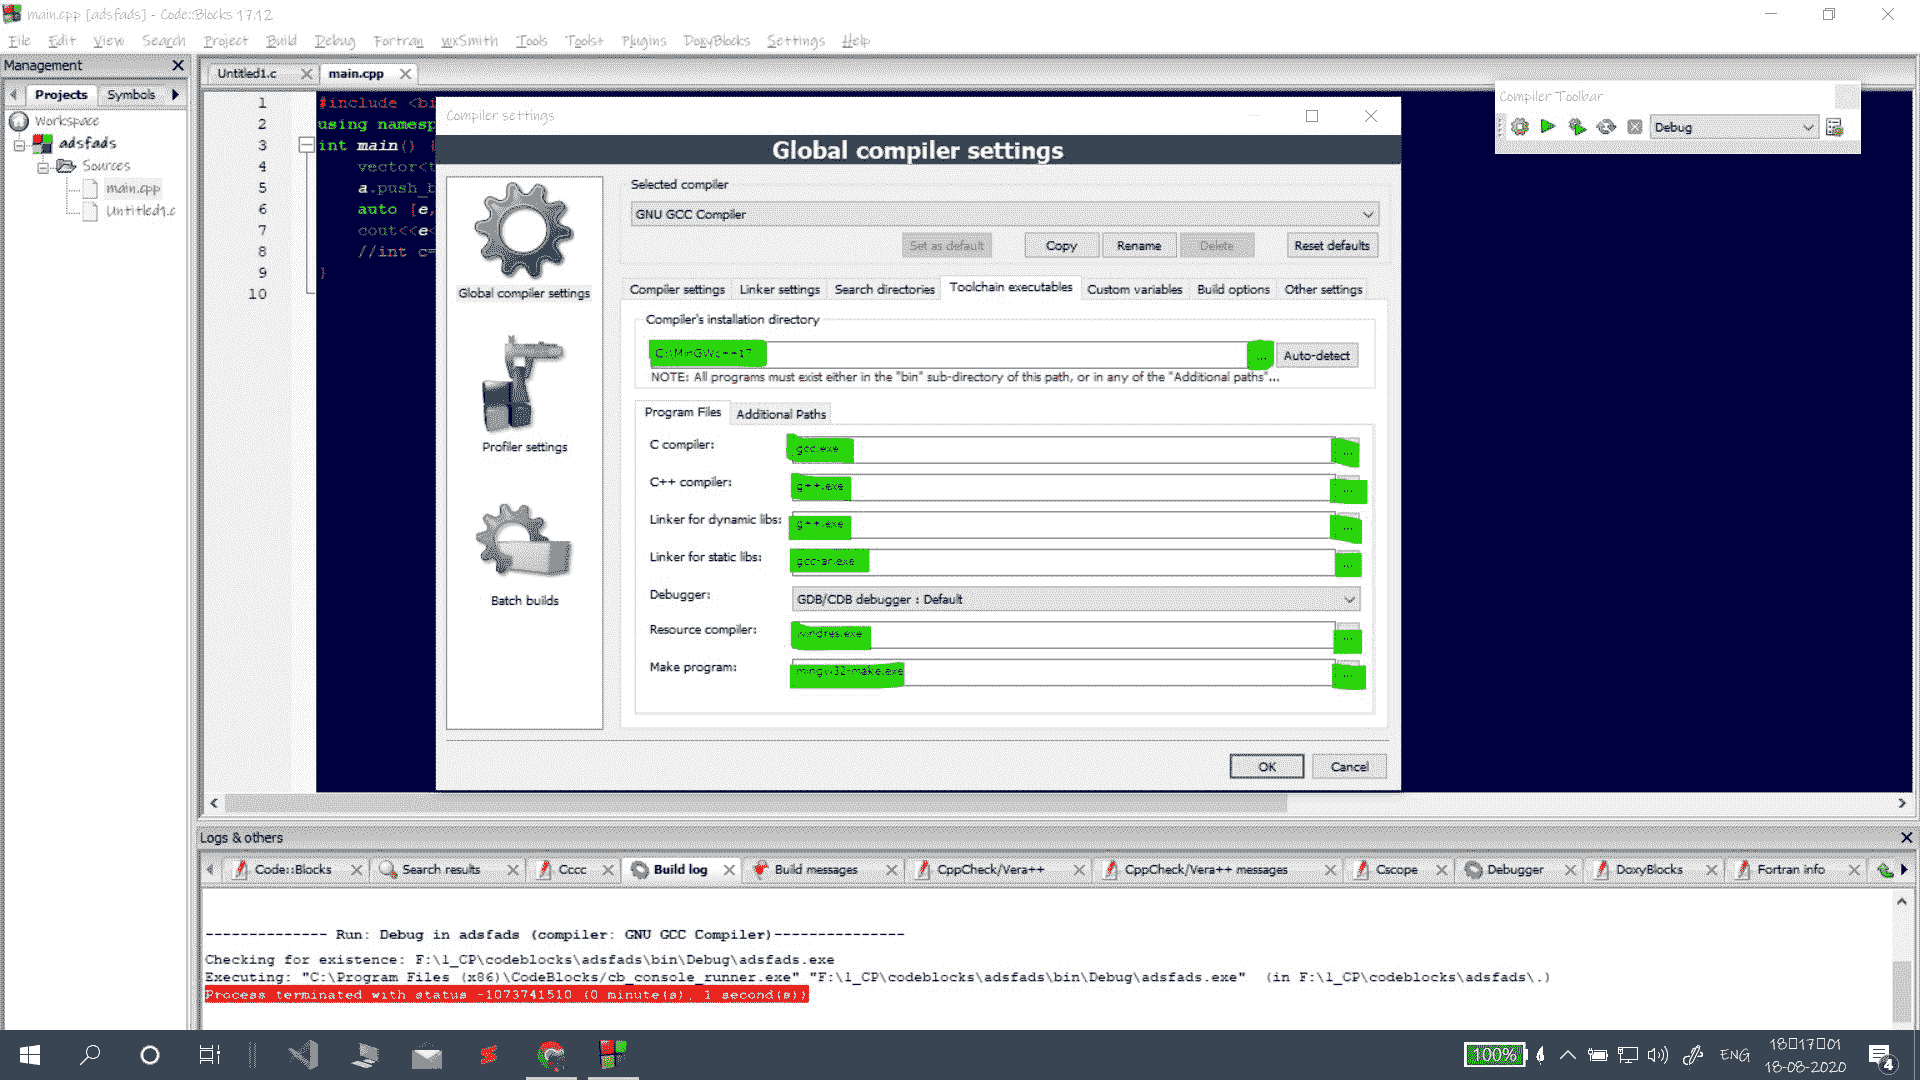 main.cpp [adsfads] - Code::Blocks 17.12
File Edit View Search Project Build Debug Fortran wxSmith Tools Tools+ Plugins DoxyBlocks Settings Help
Management
Projects Symbols
Workspace
adsfads
Sources
main.cpp
Untitled1.c
Untitled1.c main.cpp
1 #include <bi
2 using namesp
3 int main() {
4 vector<t
5 a.push_b
6 auto [e,
7 cout<<e<
8 //int c=
9 }
10
Compiler Toolbar
Debug
Compiler settings
Global compiler settings
Global compiler settings
Profiler settings
Batch builds
Selected compiler
GNU GCC Compiler
Set as default Copy Rename Delete Reset defaults
Compiler settings Linker settings Search directories Toolchain executables Custom variables Build options Other settings
Compiler's installation directory
C:\MinGWc++17 ... Auto-detect
NOTE: All programs must exist either in the "bin" sub-directory of this path, or in any of the "Additional paths"...
Program Files Additional Paths
C compiler: gcc.exe ...
C++ compiler: g++.exe ...
Linker for dynamic libs: g++.exe ...
Linker for static libs: gcc-ar.exe ...
Debugger: GDB/CDB debugger : Default
Resource compiler: windres.exe ...
Make program: mingw32-make.exe ...
OK Cancel
Logs & others
Code::Blocks Search results Cccc Build log Build messages CppCheck/Vera++ CppCheck/Vera++ messages Cscope Debugger DoxyBlocks Fortran info
-------------- Run: Debug in adsfads (compiler: GNU GCC Compiler)---------------
Checking for existence: F:\1_CP\codeblocks\adsfads\bin\Debug\adsfads.exe
Executing: "C:\Program Files (x86)\CodeBlocks/cb_console_runner.exe" "F:\1_CP\codeblocks\adsfads\bin\Debug\adsfads.exe"  (in F:\1_CP\codeblocks\adsfads\.)
Process terminated with status -1073741510 (0 minute(s), 1 second(s))
100% ENG 18▯17▯01
18-08-2020
4